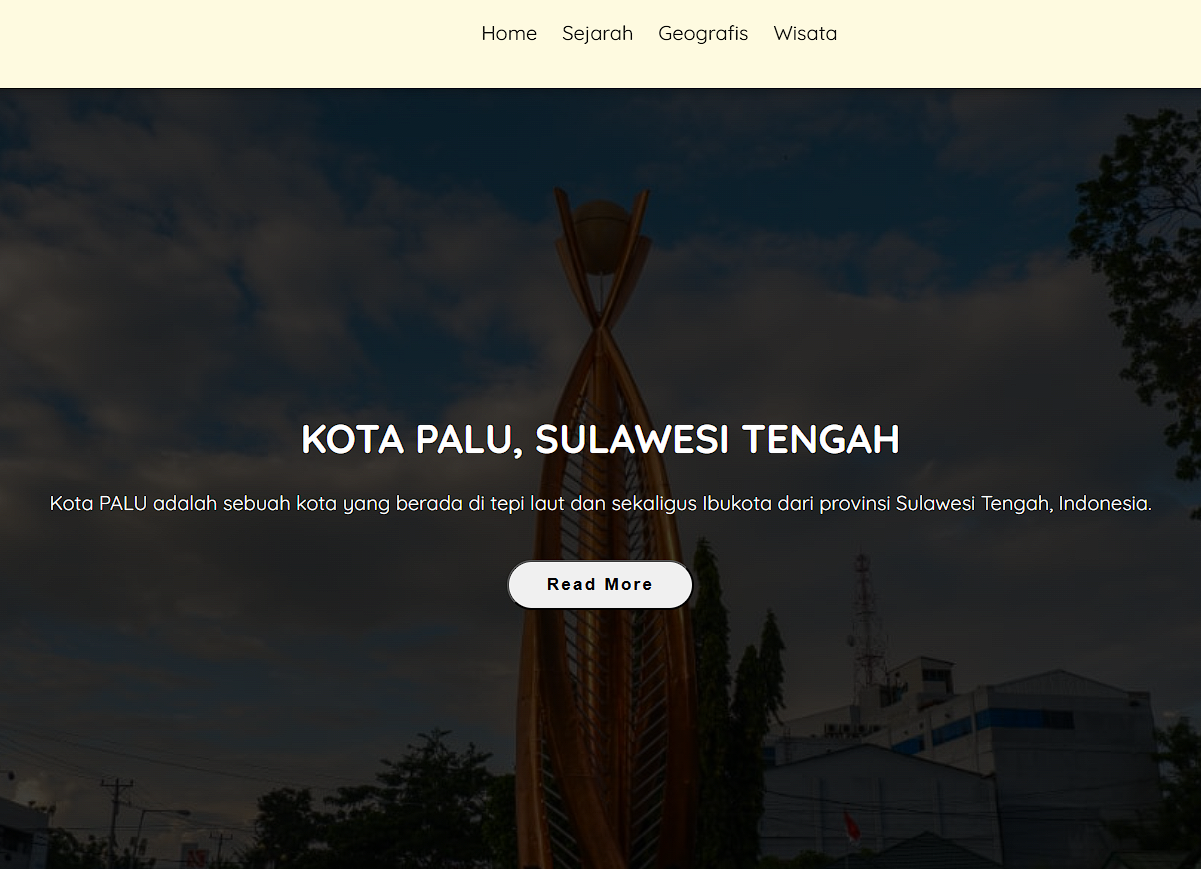 Home Sejarah Geografis Wisata
KOTA PALU, SULAWESI TENGAH
Kota PALU adalah sebuah kota yang berada di tepi laut dan sekaligus Ibukota dari provinsi Sulawesi Tengah, Indonesia.
Read More